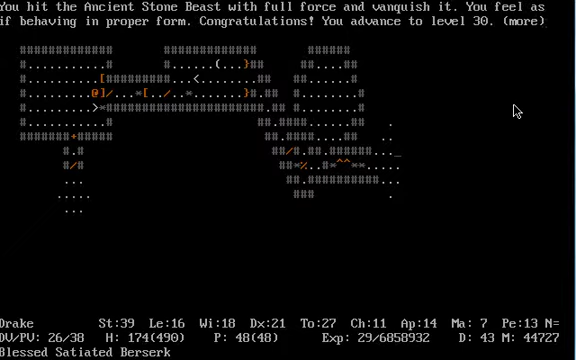 You hit the Ancient Stone Beast with full force and vanquish it. You feel as
if behaving in proper form. Congratulations! You advance to level 30. (more)
Drake St:39 Le:16 Wi:18 Dx:21 To:27 Ch:11 Ap:14 Ma: 7 Pe:13 N=
DV/PV: 26/38 H: 174(490) P: 48(48) Exp: 29/6858932 D: 43 M: 44727
Blessed Satiated Berserk